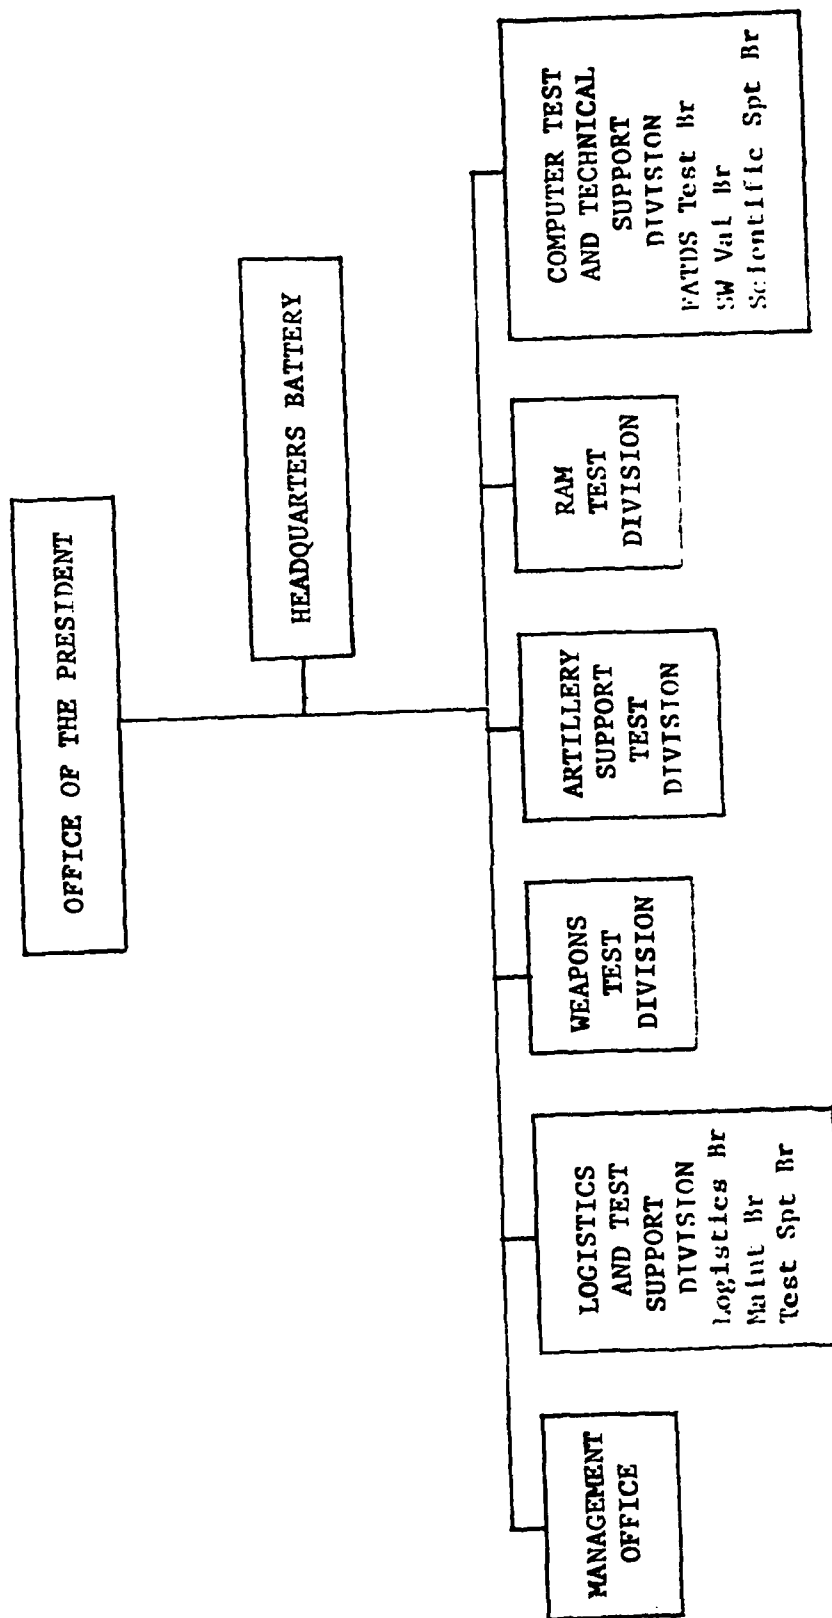 OFFICE OF THE PRESIDENT
HEADQUARTERS BATTERY
MANAGEMENT
OFFICE
LOGISTICS
AND TEST
SUPPORT
DIVISION
Logistics Br
Maint Br
Test Spt Br
WEAPONS
TEST
DIVISION
ARTILLERY
SUPPORT
TEST
DIVISION
RAM
TEST
DIVISION
COMPUTER TEST
AND TECHNICAL
SUPPORT
DIVISION
FATDS Test Br
SW Val Br
Scientific Spt Br